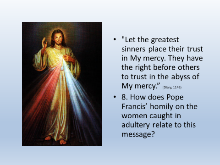 • "Let the greatest
sinners place their trust
in My mercy. They have
the right before others
to trust in the abyss of
My mercy."
• 8. How does Pope
Francis' homily on the
women caught in
adultery relate to this
message?